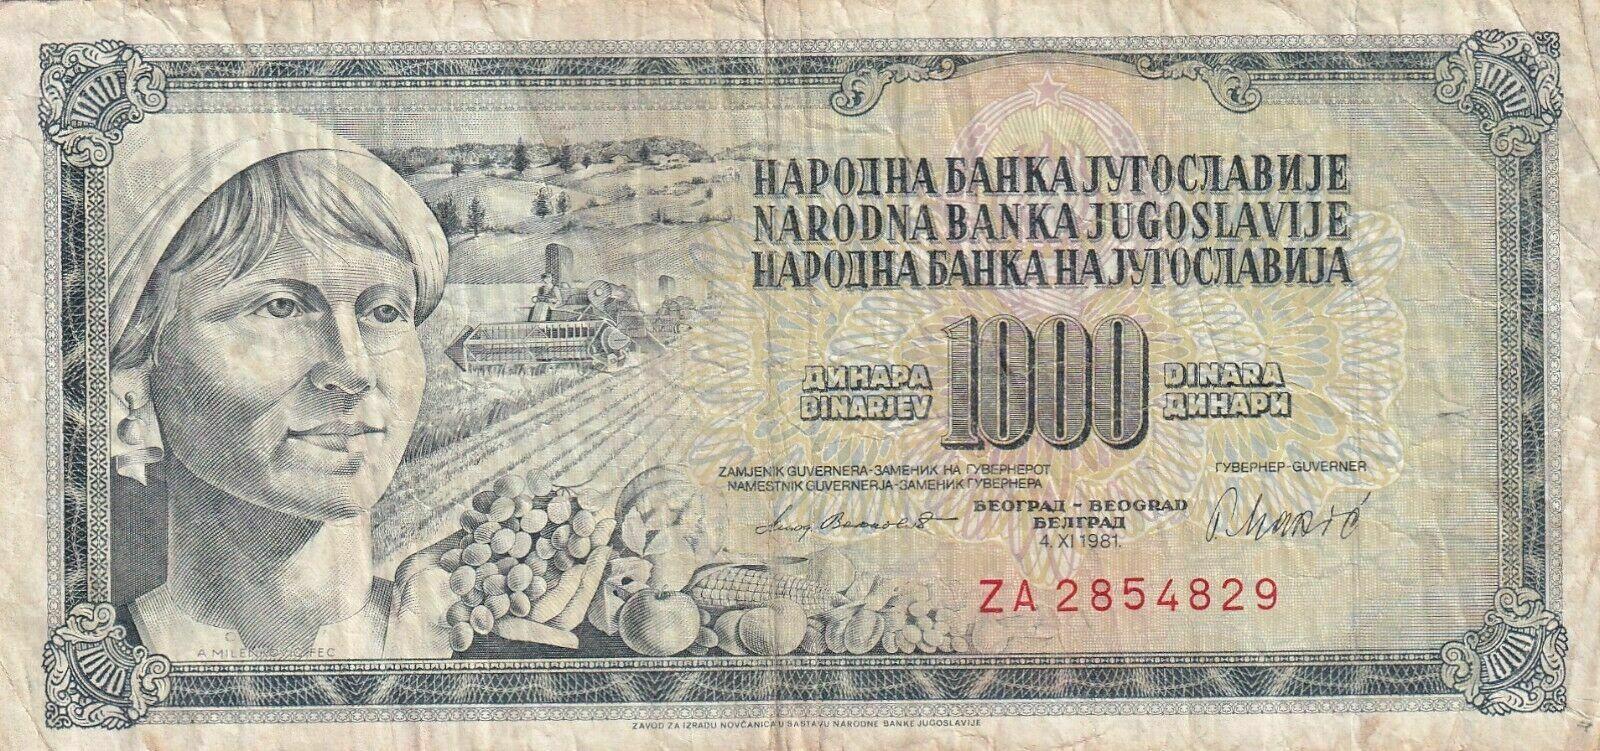 НАРОДНА БАНКА ЈУГОСЛАВИЈЕ
NARODNA BANKA JUGOSLAVIJE
НАРОДНА БАНКА НА ЈУГОСЛАВИЈА
ДИНАРА 1000 DINARA
DINARJEV ДИНАРИ
ZAMJENIK GUVERNERA-ЗАМЕНИК НА ГУВЕРНЕРОТ
NAMESTNIK GUVERNERJA-ЗАМЕНИК ГУВЕРНЕРА
ГУВЕРНЕР-GUVERNER
БЕОГРАД - BEOGRAD
БЕЛГРАД
4. XI 1981.
ZA 2854829
A MILENKOVIĆ FEC
ZAVOD ZA IZRADU NOVČANICA U SASTAVU NARODNE BANKE JUGOSLAVIJE